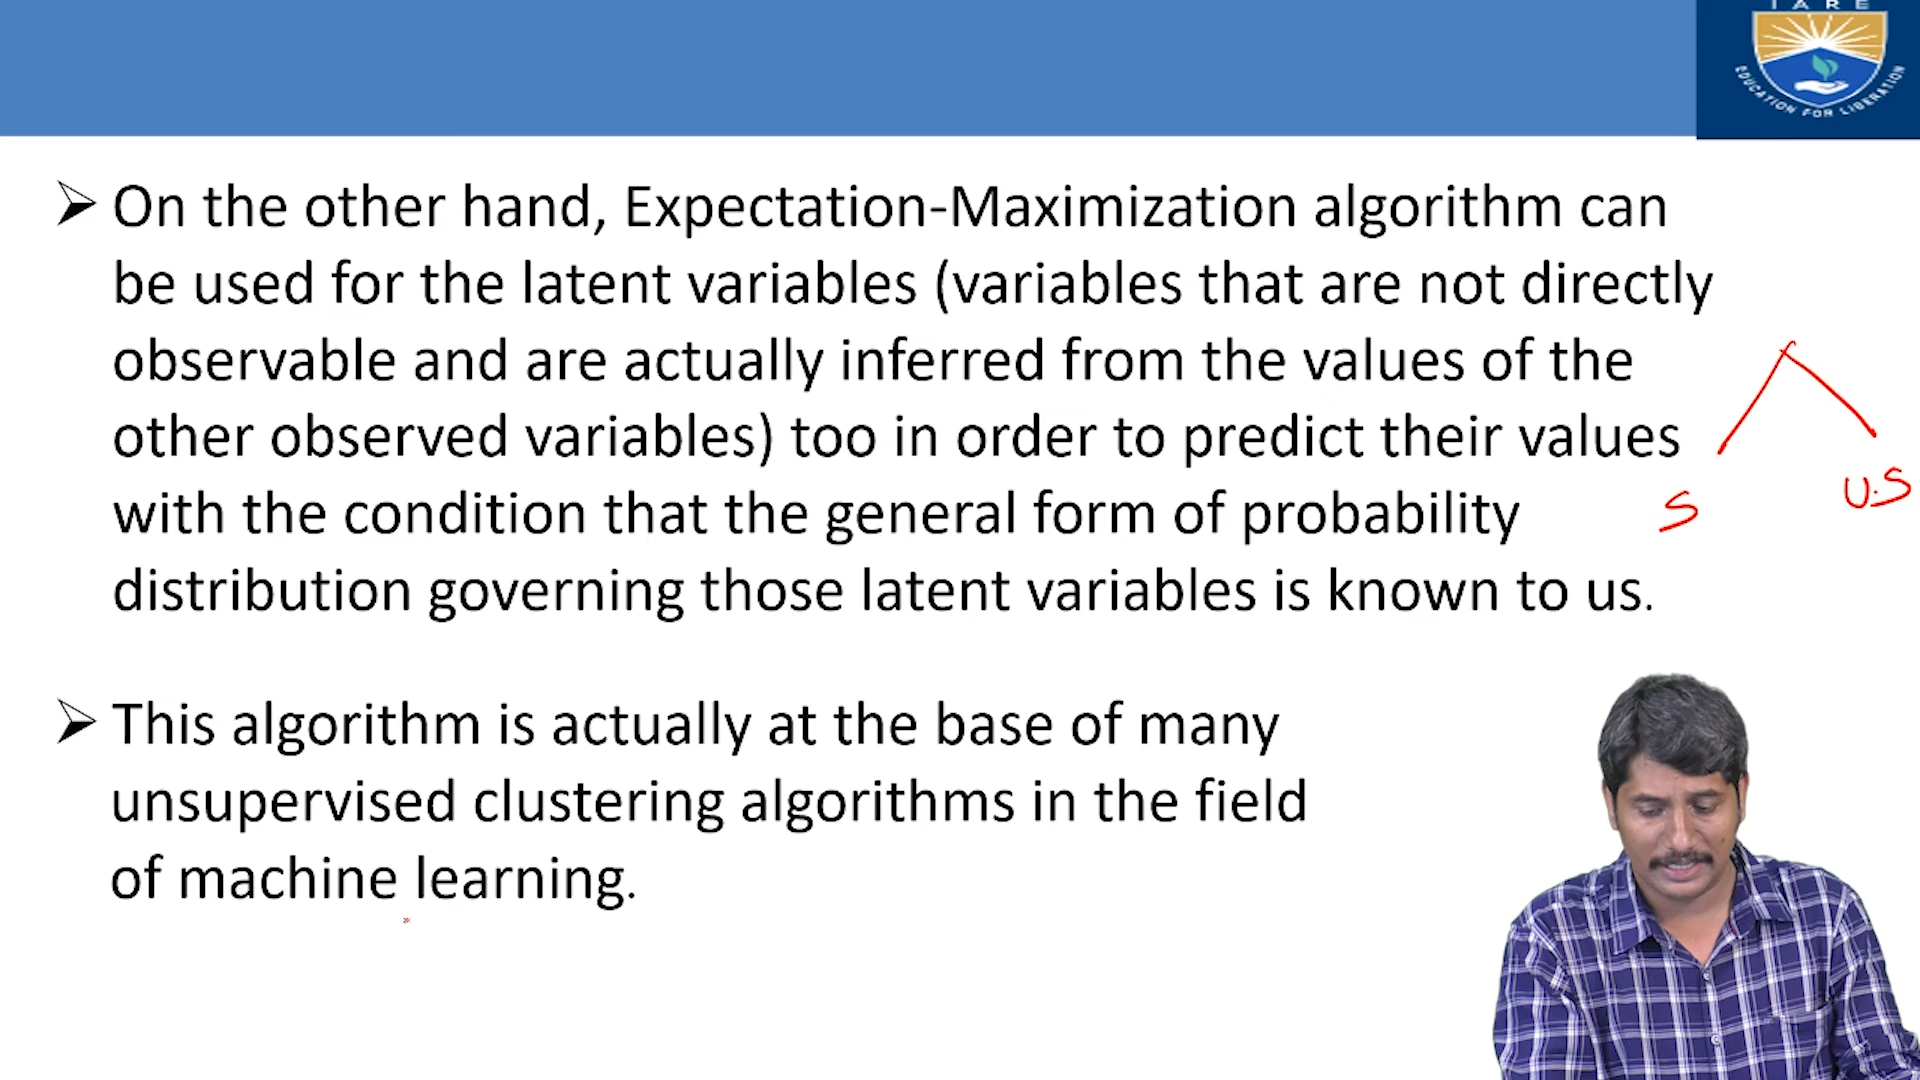 IARE
EDUCATION FOR LIBERATION
➢ On the other hand, Expectation-Maximization algorithm can
be used for the latent variables (variables that are not directly
observable and are actually inferred from the values of the
other observed variables) too in order to predict their values
with the condition that the general form of probability
distribution governing those latent variables is known to us.
S
U.S
➢ This algorithm is actually at the base of many
unsupervised clustering algorithms in the field
of machine learning.